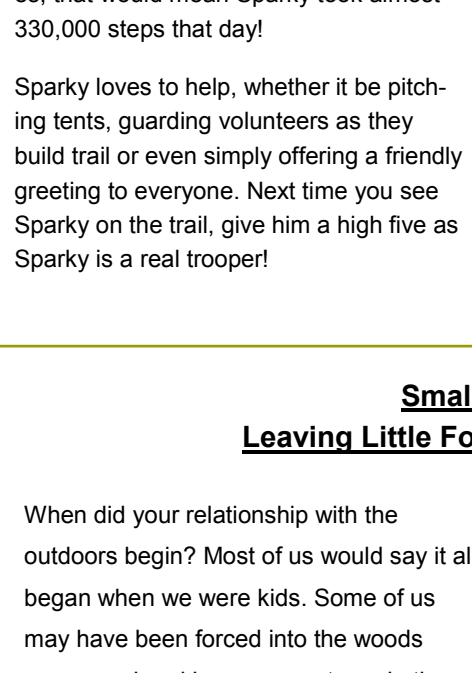 330,000 steps that day!
Sparky loves to help, whether it be pitch-
ing tents, guarding volunteers as they
build trail or even simply offering a friendly
greeting to everyone. Next time you see
Sparky on the trail, give him a high five as
Sparky is a real trooper!
Smal
Leaving Little Fo
When did your relationship with the
outdoors begin? Most of us would say it al
began when we were kids. Some of us
may have been forced into the woods